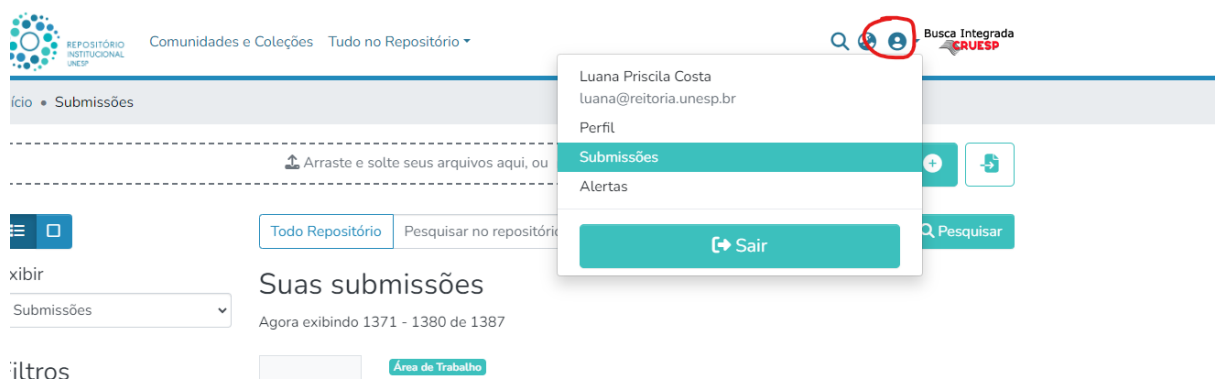 REPOSITÓRIO
INSTITUCIONAL
UNESP
Comunidades e Coleções Tudo no Repositório
Busca Integrada
CRUESP
Luana Priscila Costa
luana@reitoria.unesp.br
Perfil
Submissões
Alertas
Sair
ício • Submissões
Arraste e solte seus arquivos aqui, ou
Todo Repositório Pesquisar no repositóri Pesquisar
xibir
Submissões
Suas submissões
Agora exibindo 1371 - 1380 de 1387
iltros
Área de Trabalho